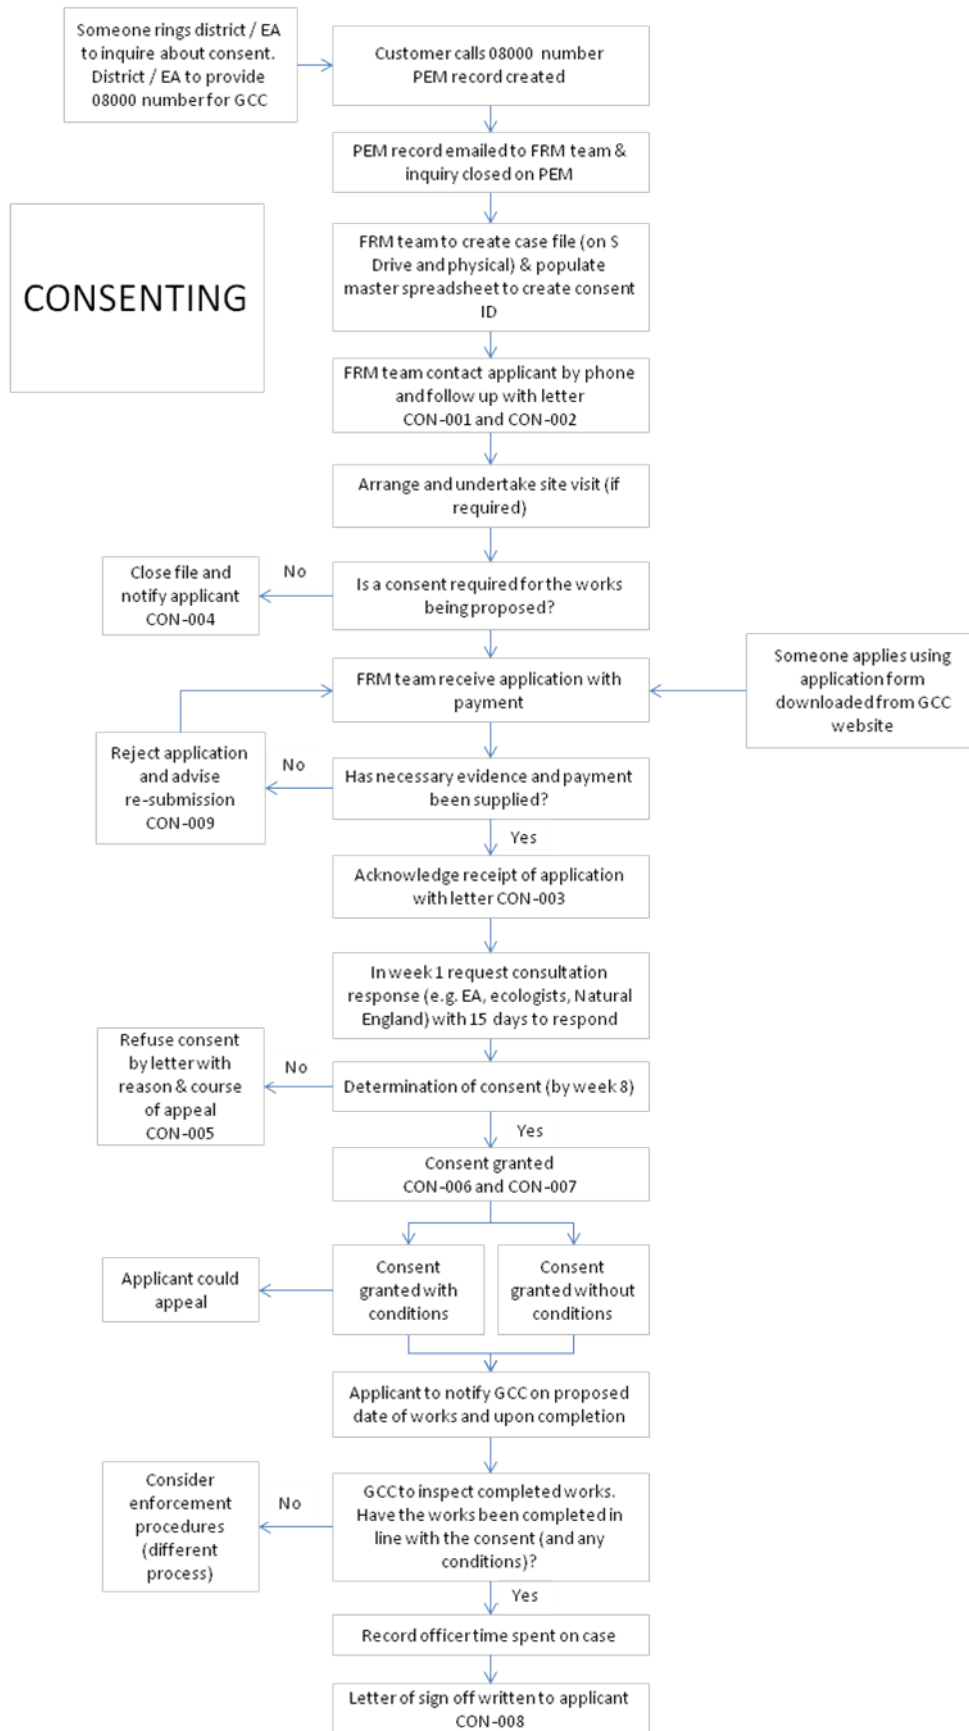 Someone rings district / EA
to inquire about consent.
District / EA to provide
08000 number for GCC
Customer calls 08000 number
PEM record created
PEM record emailed to FRM team &
inquiry closed on PEM
CONSENTING
FRM team to create case file (on S
Drive and physical) & populate
master spreadsheet to create consent
ID
FRM team contact applicant by phone
and follow up with letter
CON-001 and CON-002
Arrange and undertake site visit (if
required)
Is a consent required for the works
being proposed?
No
Close file and
notify applicant
CON-004
FRM team receive application with
payment
Someone applies using
application form
downloaded from GCC
website
Has necessary evidence and payment
been supplied?
No
Reject application
and advise
re-submission
CON-009
Yes
Acknowledge receipt of application
with letter CON-003
In week 1 request consultation
response (e.g. EA, ecologists, Natural
England) with 15 days to respond
Determination of consent (by week 8)
No
Refuse consent
by letter with
reason & course
of appeal
CON-005
Yes
Consent granted
CON-006 and CON-007
Consent
granted with
conditions
Consent
granted without
conditions
Applicant could
appeal
Applicant to notify GCC on proposed
date of works and upon completion
GCC to inspect completed works.
Have the works been completed in
line with the consent (and any
conditions)?
No
Consider
enforcement
procedures
(different
process)
Yes
Record officer time spent on case
Letter of sign off written to applicant
CON-008